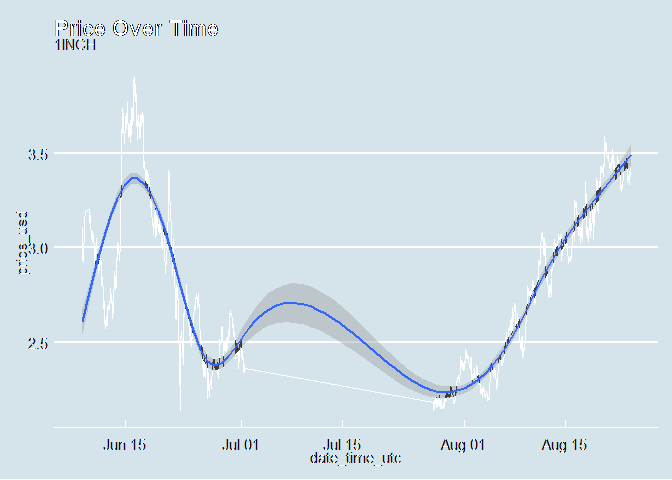 Price Over Time
1INCH
3.5
price_usd
3.0
2.5
Jun 15
Jul 01
Jul 15
Aug 01
Aug 15
date_time_utc